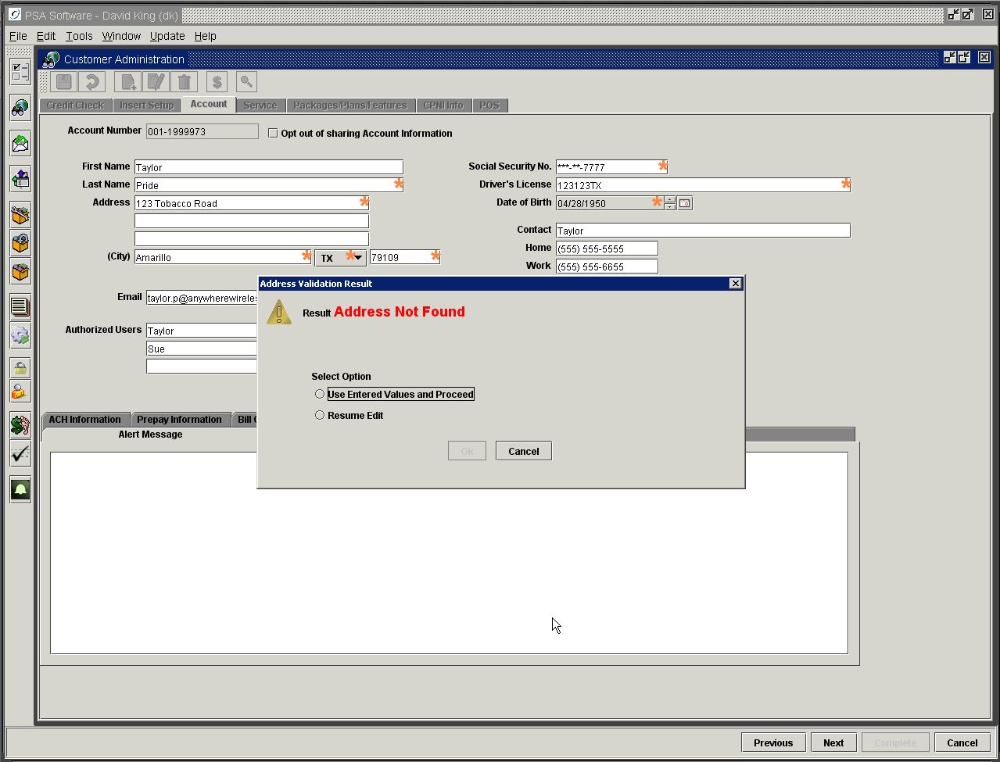 PSA Software - David King (dk)
File Edit Tools Window Update Help
Customer Administration
Credit Check Insert Setup Account Service Packages/Plans/Features CPNI Info POS
Account Number 001-1999973 Opt out of sharing Account Information
First Name Taylor Social Security No. ***-**-7777
Last Name Pride Driver's License 123123TX
Address 123 Tobacco Road Date of Birth 04/28/1950
Contact Taylor
Home (555) 555-5555
(City) Amarillo TX 79109
Work (555) 555-6655
Address Validation Result
Email taylor.p@anywherewireles
Result Address Not Found
Authorized Users Taylor
Sue
Select Option
Use Entered Values and Proceed
Resume Edit
ACH Information Prepay Information Bill
Alert Message
Ok Cancel
Previous Next Complete Cancel